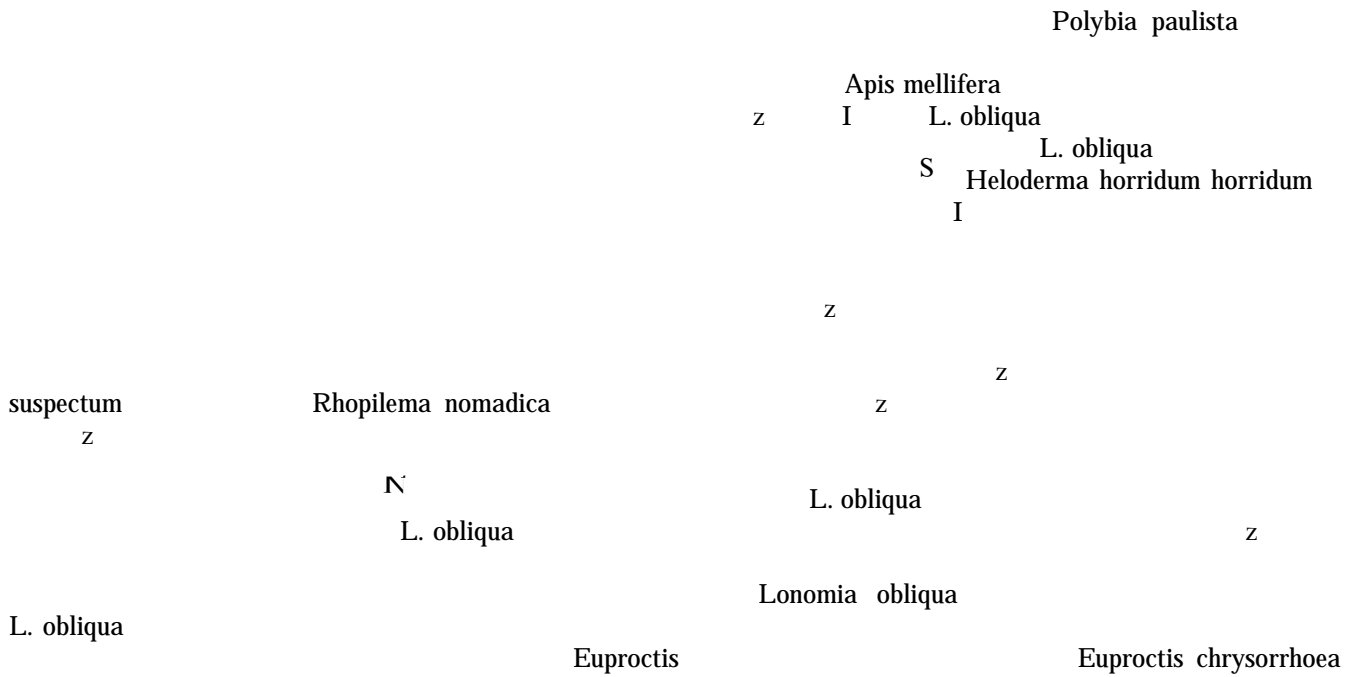 Polybia paulista
Apis mellifera
z I L. obliqua
L. obliqua
S Heloderma horridum horridum
I
z
z
suspectum Rhopilema nomadica z
z
N
L. obliqua
L. obliqua z
Lonomia obliqua
L. obliqua
Euproctis Euproctis chrysorrhoea